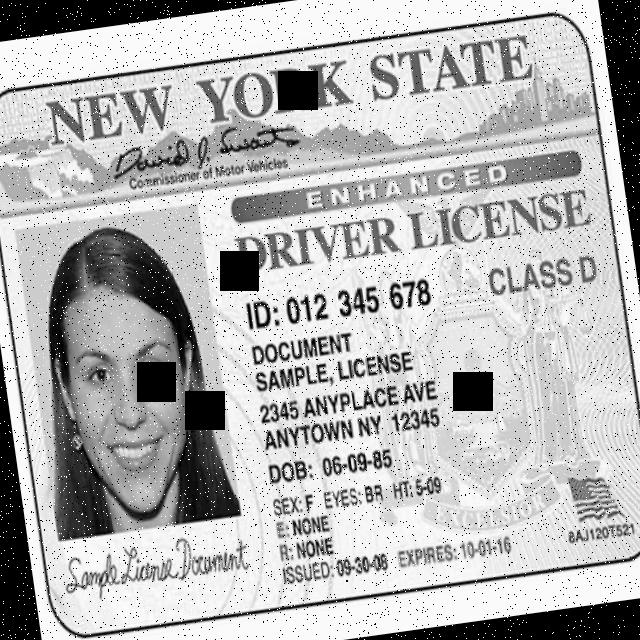 NEW YORK STATE
David J. Swarts
Commissioner of Motor Vehicles
ENHANCED
DRIVER LICENSE
ID: 012 345 678 CLASS D
DOCUMENT
SAMPLE, LICENSE
2345 ANYPLACE AVE
ANYTOWN NY 12345
DOB: 06-09-85
SEX: F EYES: BR HT: 5-09
E: NONE
R: NONE
ISSUED: 09-30-08 EXPIRES: 10-01-16
EXCELSIOR
8AJ120T521
Sample License Document